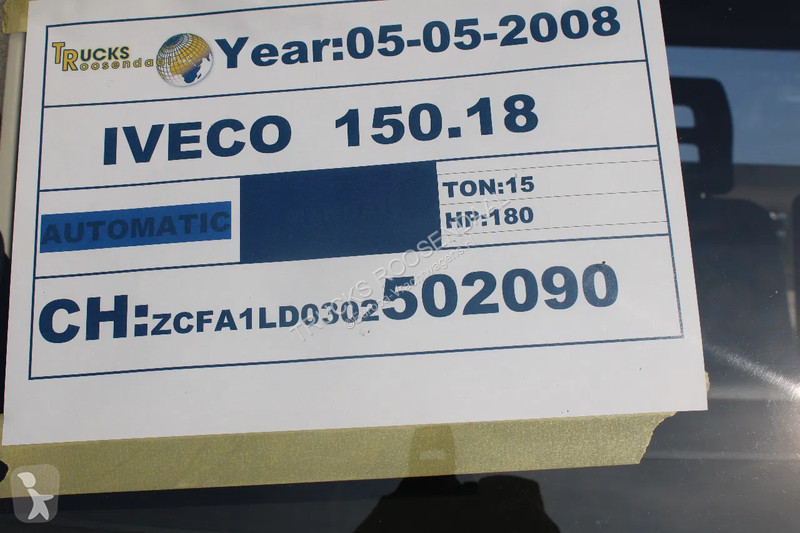 TRUCKS
Roosendaal
Year:05-05-2008
IVECO 150.18
AUTOMATIC
TON:15
HP:180
CH:ZCFA1LD0302502090
TRUCKS ROOSENDAAL